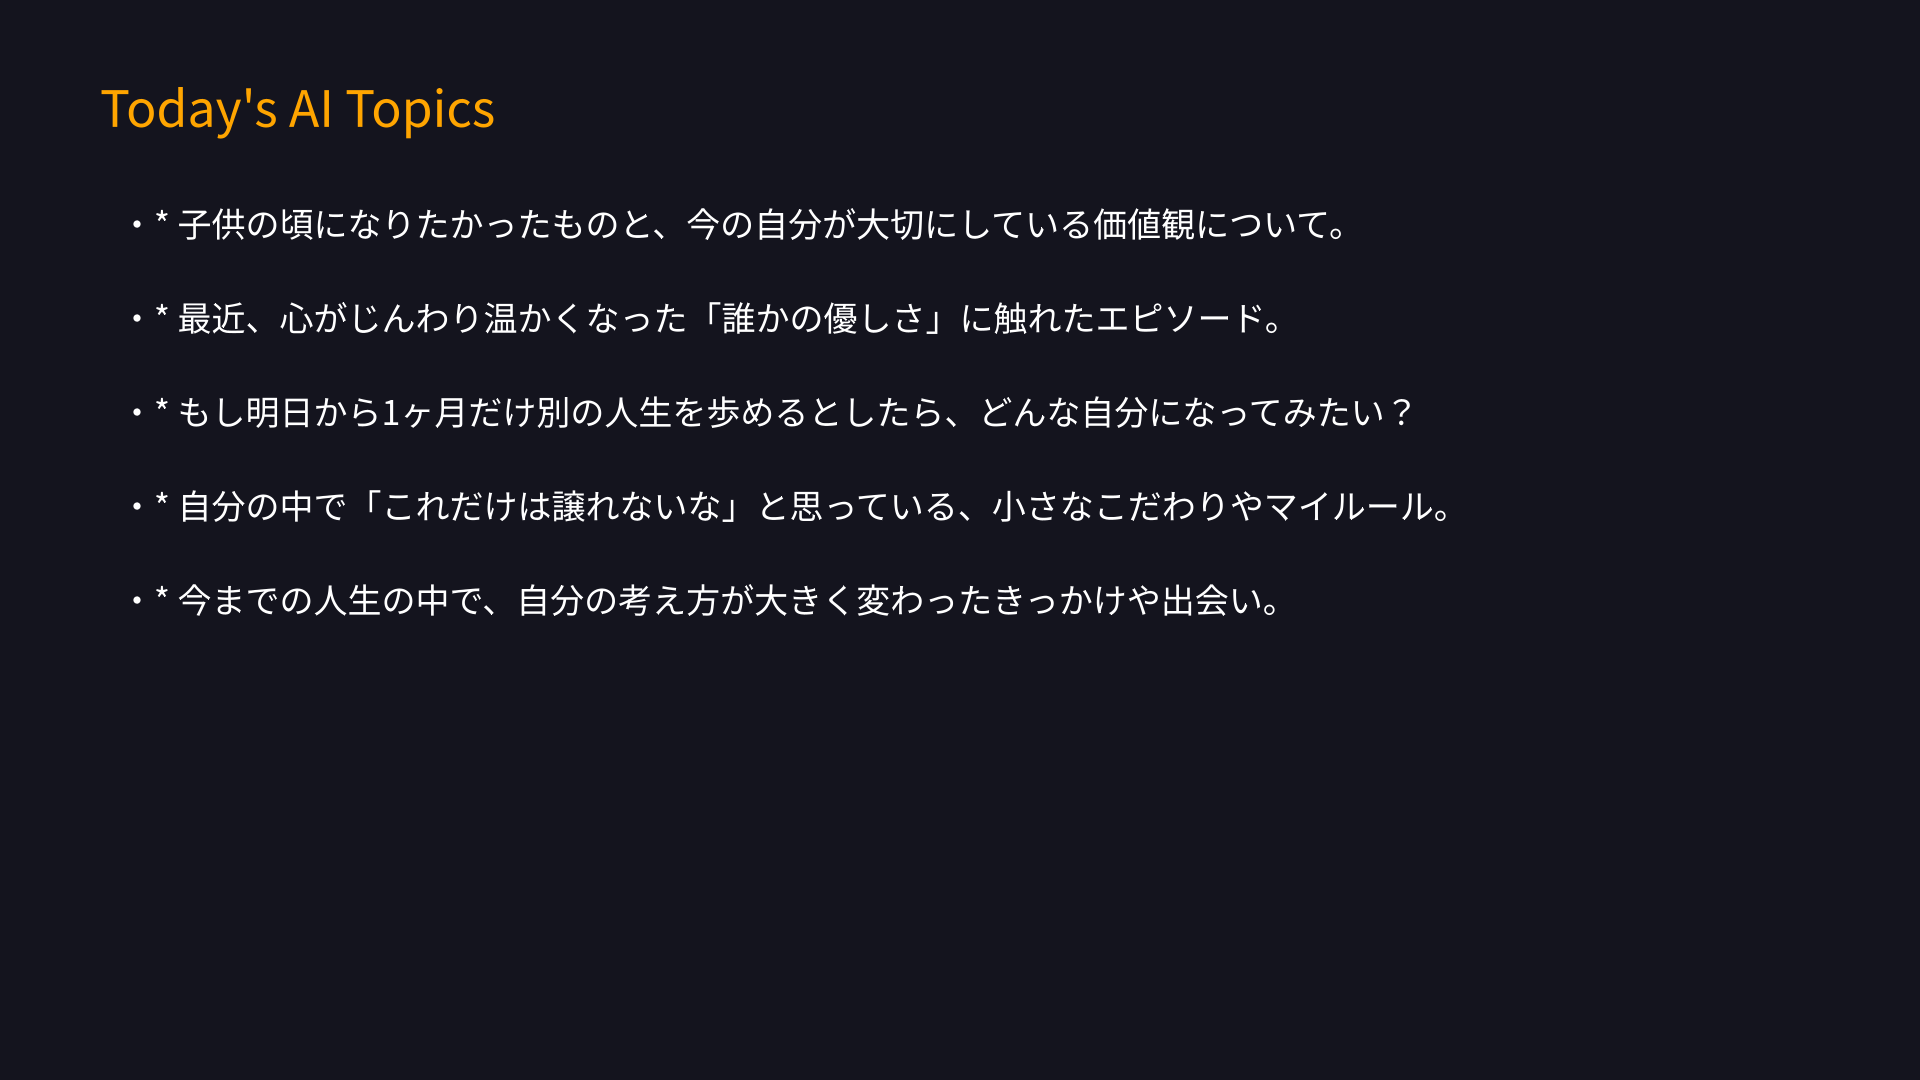 Today's AI Topics
・* 子供の頃になりたかったものと、今の自分が大切にしている価値観について。
・* 最近、心がじんわり温かくなった「誰かの優しさ」に触れたエピソード。
・* もし明日から1ヶ月だけ別の人生を歩めるとしたら、どんな自分になってみたい？
・* 自分の中で「これだけは譲れないな」と思っている、小さなこだわりやマイルール。
・* 今までの人生の中で、自分の考え方が大きく変わったきっかけや出会い。